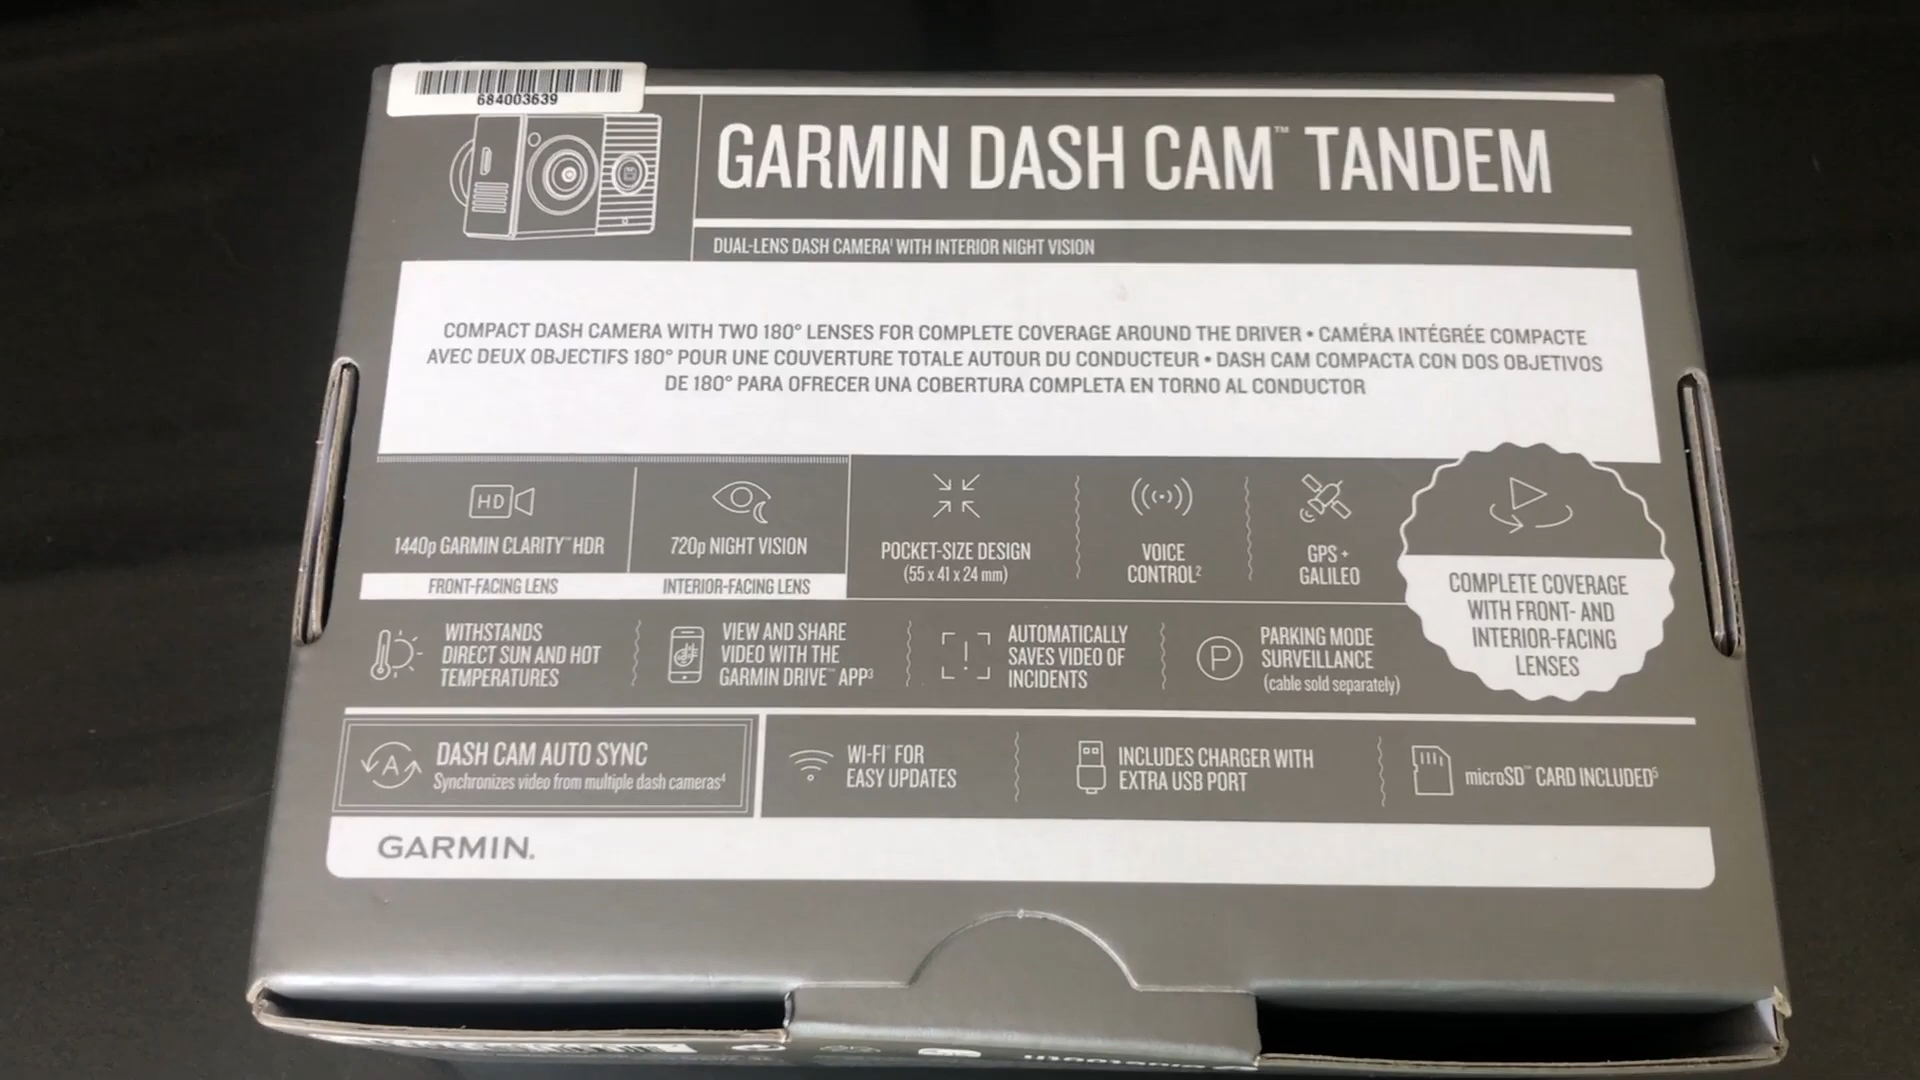 684003639
GARMIN DASH CAM™ TANDEM
DUAL-LENS DASH CAMERA¹ WITH INTERIOR NIGHT VISION
COMPACT DASH CAMERA WITH TWO 180° LENSES FOR COMPLETE COVERAGE AROUND THE DRIVER • CAMÉRA INTÉGRÉE COMPACTE
AVEC DEUX OBJECTIFS 180° POUR UNE COUVERTURE TOTALE AUTOUR DU CONDUCTEUR • DASH CAM COMPACTA CON DOS OBJETIVOS
DE 180° PARA OFRECER UNA COBERTURA COMPLETA EN TORNO AL CONDUCTOR
HD
1440p GARMIN CLARITY™ HDR
FRONT-FACING LENS
720p NIGHT VISION
INTERIOR-FACING LENS
POCKET-SIZE DESIGN
(55 x 41 x 24 mm)
VOICE
CONTROL²
GPS +
GALILEO
COMPLETE COVERAGE
WITH FRONT- AND
INTERIOR-FACING
LENSES
WITHSTANDS
DIRECT SUN AND HOT
TEMPERATURES
VIEW AND SHARE
VIDEO WITH THE
GARMIN DRIVE™ APP³
!
AUTOMATICALLY
SAVES VIDEO OF
INCIDENTS
P
PARKING MODE
SURVEILLANCE
(cable sold separately)
A
DASH CAM AUTO SYNC
Synchronizes video from multiple dash cameras⁴
WI-FI® FOR
EASY UPDATES
INCLUDES CHARGER WITH
EXTRA USB PORT
microSD™ CARD INCLUDED⁵
GARMIN.